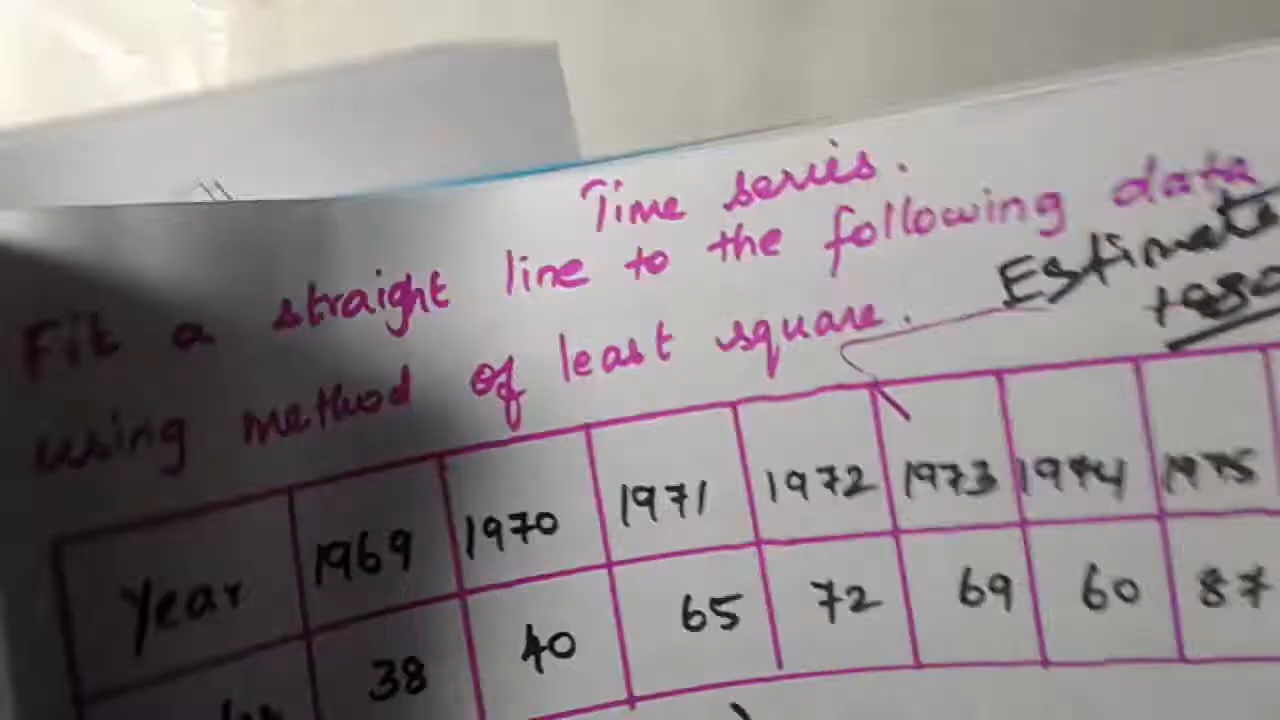 Time series.
Fit a straight line to the following data
using method of least square.
Estimate
Year 1969 1970 1971 1972 1973 1974 1975
38 40 65 72 69 60 87